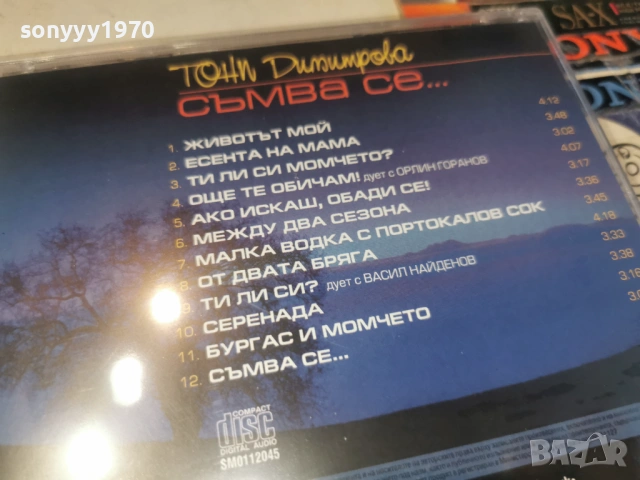 sonyyy1970
SA-X
SONY
ТОНИ Димитрова
СЪМВА СЕ...
1. ЖИВОТЪТ МОЙ 4:12
2. ЕСЕНТА НА МАМА 3:48
3. ТИ ЛИ СИ МОМЧЕТО? 3:02
4. ОЩЕ ТЕ ОБИЧАМ! дует с ОРЛИН ГОРАНОВ 4:07
5. АКО ИСКАШ, ОБАДИ СЕ! 3.17
6. МЕЖДУ ДВА СЕЗОНА 3:36
7. МАЛКА ВОДКА С ПОРТОКАЛОВ СОК 3.45
8. ОТ ДВАТА БРЯГА 4:18
9. ТИ ЛИ СИ? дует с ВАСИЛ НАЙДЕНОВ 3.33
10. СЕРЕНАДА 3.38
11. БУРГАС И МОМЧЕТО 3:18
12. СЪМВА СЕ...
COMPACT
disc
DIGITAL AUDIO
SM0112045
BAZAR